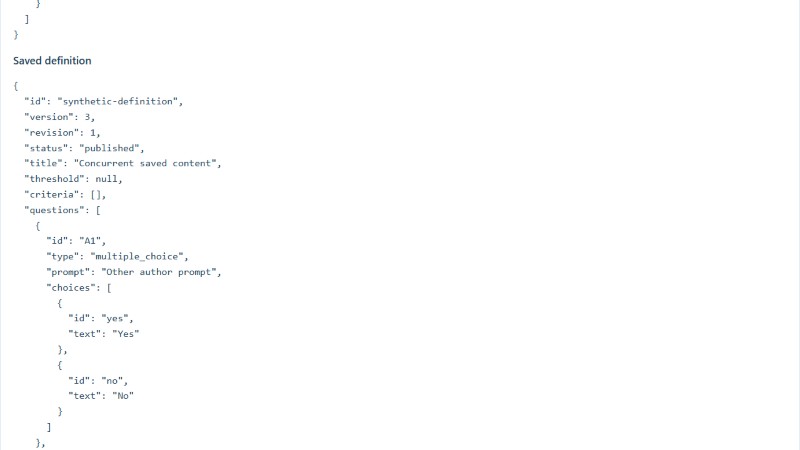 }
  ]
}
Saved definition
{
  "id": "synthetic-definition",
  "version": 3,
  "revision": 1,
  "status": "published",
  "title": "Concurrent saved content",
  "threshold": null,
  "criteria": [],
  "questions": [
    {
      "id": "A1",
      "type": "multiple_choice",
      "prompt": "Other author prompt",
      "choices": [
        {
          "id": "yes",
          "text": "Yes"
        },
        {
          "id": "no",
          "text": "No"
        }
      ]
    },